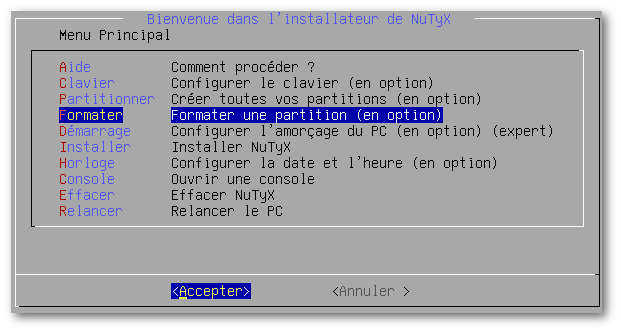 Bienvenue dans l'installateur de NuTyX
Menu Principal
Aide Comment procéder ?
Clavier Configurer le clavier (en option)
Partitionner Créer toutes vos partitions (en option)
Formater Formater une partition (en option)
Démarrage Configurer l'amorçage du PC (en option) (expert)
Installer Installer NuTyX
Horloge Configurer la date et l'heure (en option)
Console Ouvrir une console
Effacer Effacer NuTyX
Relancer Relancer le PC
<Accepter> <Annuler >